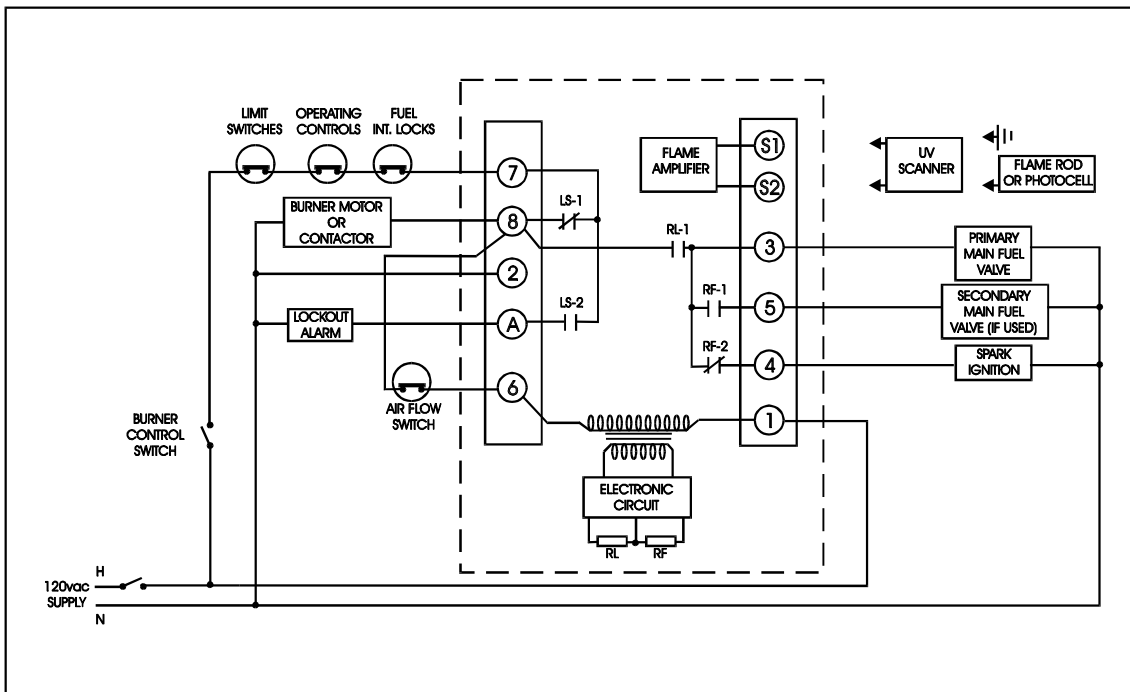 LIMIT
SWITCHES
OPERATING
CONTROLS
FUEL
INT. LOCKS
BURNER MOTOR
OR
CONTACTOR
LOCKOUT
ALARM
AIR FLOW
SWITCH
BURNER
CONTROL
SWITCH
H
120vac
SUPPLY
N
7
8
2
A
6
LS-1
LS-2
FLAME
AMPLIFIER
RL-1
RF-1
RF-2
S1
S2
3
5
4
1
ELECTRONIC
CIRCUIT
RL
RF
UV
SCANNER
FLAME ROD
OR PHOTOCELL
PRIMARY
MAIN FUEL
VALVE
SECONDARY
MAIN FUEL
VALVE (IF USED)
SPARK
IGNITION